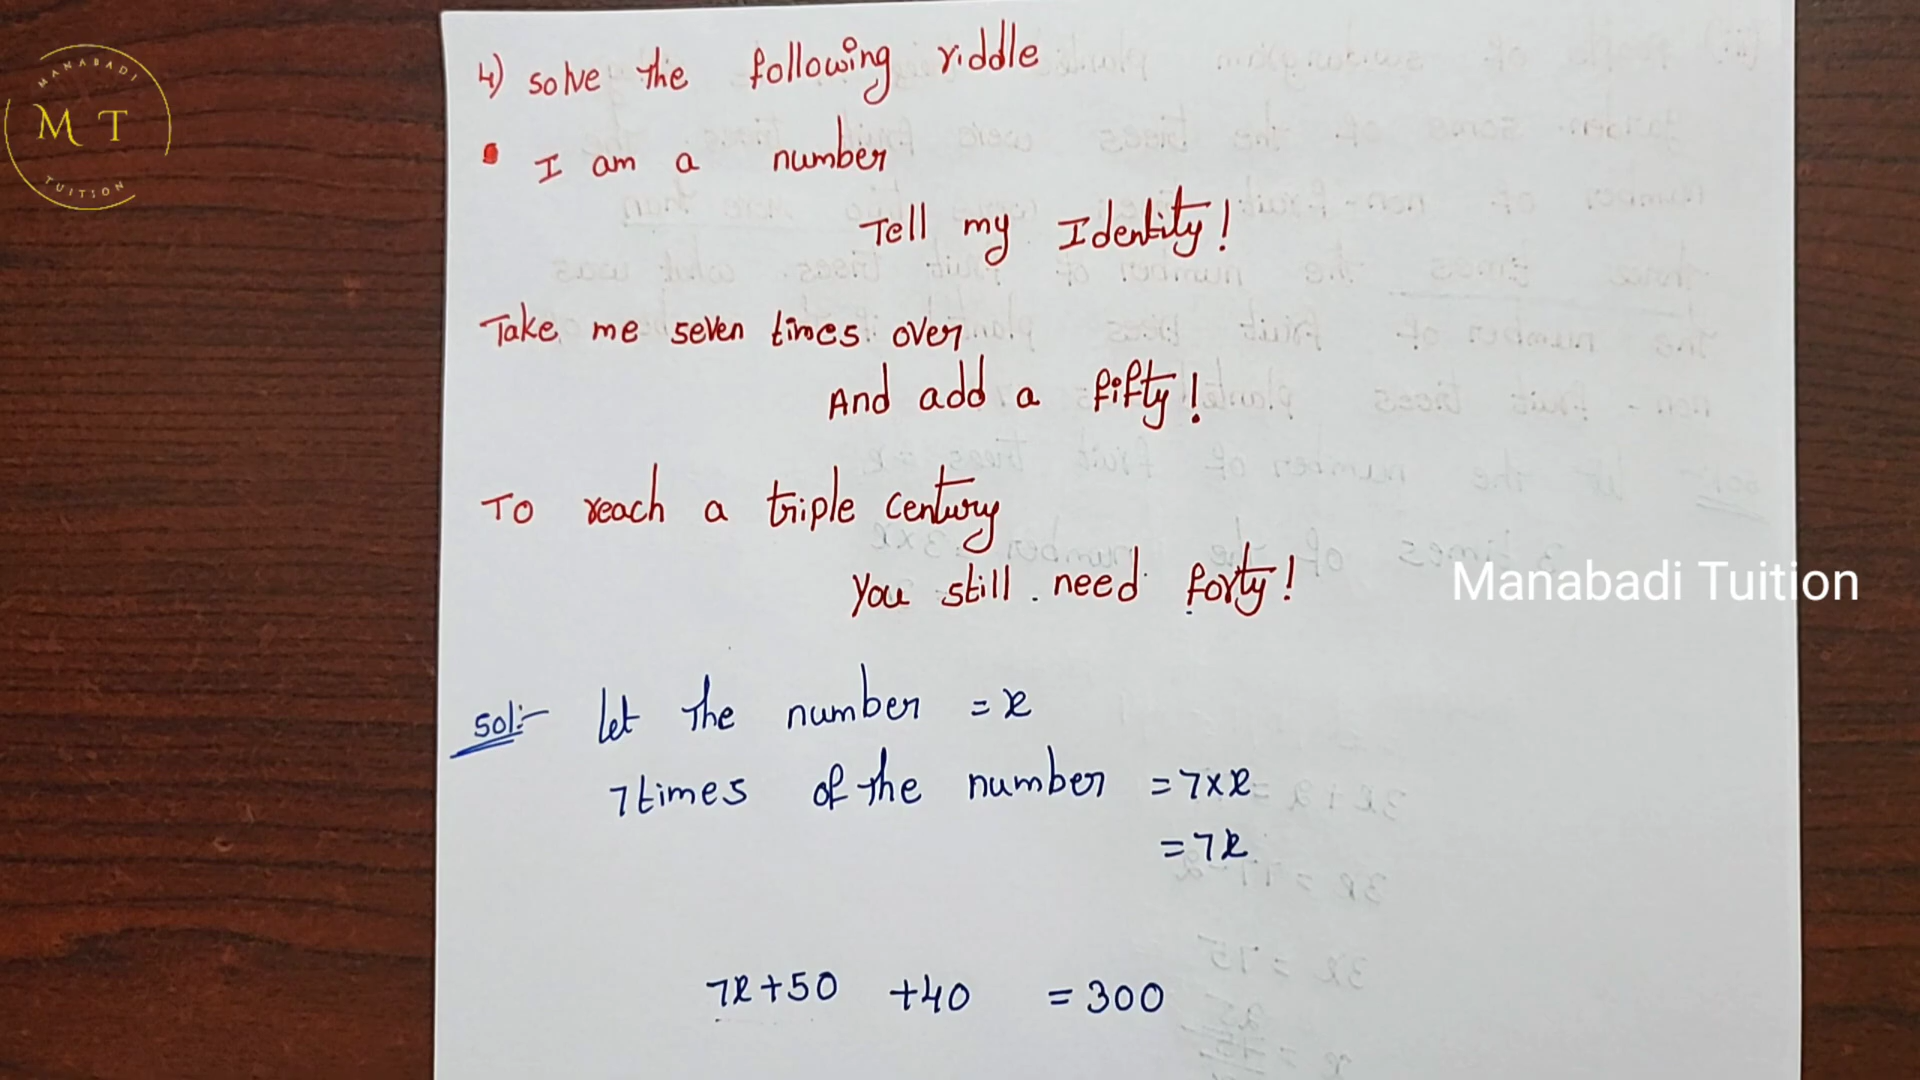 MANABADI
M T
TUITION
4) solve the following riddle
I am a number
Tell my Identity!
Take me seven times over
And add a fifty!
To reach a triple century
You still need forty!
Manabadi Tuition
Sol:- let the number = x
7times of the number = 7×x
= 7x
7x+50 +40 = 300